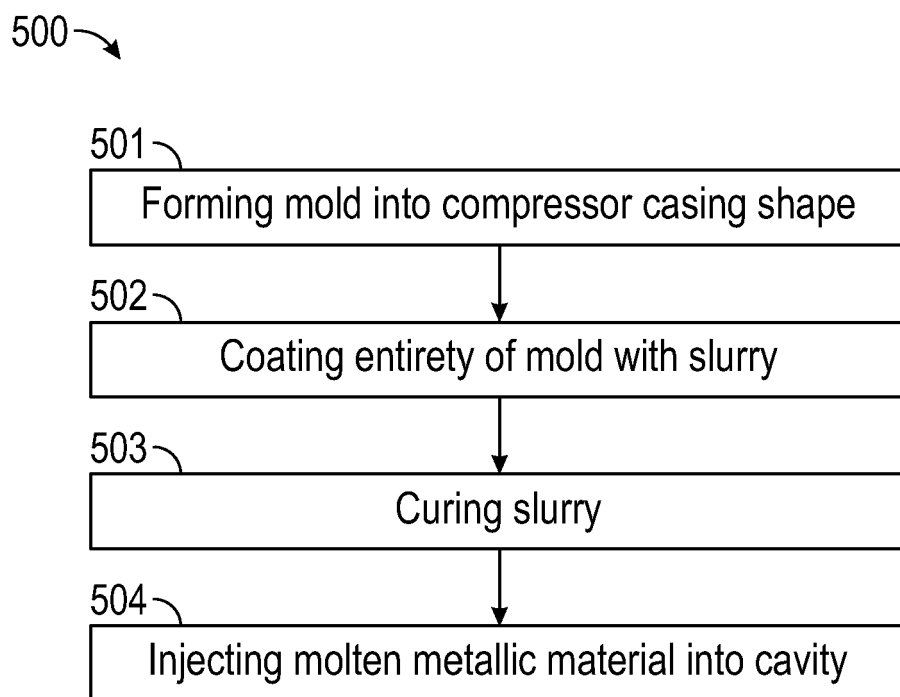 500
501
Forming mold into compressor casing shape
502
Coating entirety of mold with slurry
503
Curing slurry
504
Injecting molten metallic material into cavity